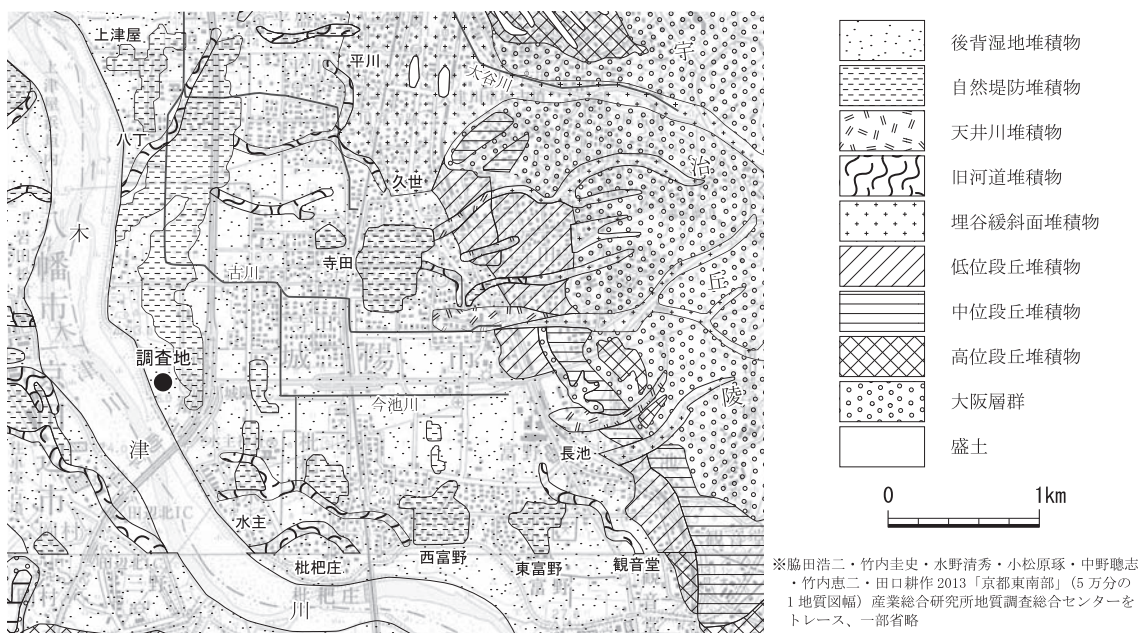 上津屋
平川
宇
大谷川
八丁
久世
治
木
八幡市
寺田
古川
丘
調査地
城
陽
市
今池川
陵
津
長池
水主
西富野
東富野
観音堂
枇杷庄
川
後背湿地堆積物
自然堤防堆積物
天井川堆積物
旧河道堆積物
埋谷緩斜面堆積物
低位段丘堆積物
中位段丘堆積物
高位段丘堆積物
大阪層群
盛土
0 1km
※脇田浩二・竹内圭史・水野清秀・小松原琢・中野聰志
・竹内恵二・田口耕作 2013「京都東南部」（5 万分の
1 地質図幅）産業総合研究所地質調査総合センターを
トレース、一部省略